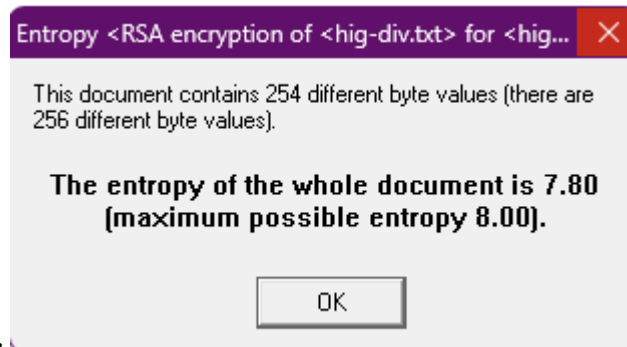 Entropy <RSA encryption of <hig-div.txt> for <hig...
This document contains 254 different byte values (there are
256 different byte values).
The entropy of the whole document is 7.80
(maximum possible entropy 8.00).
OK
.